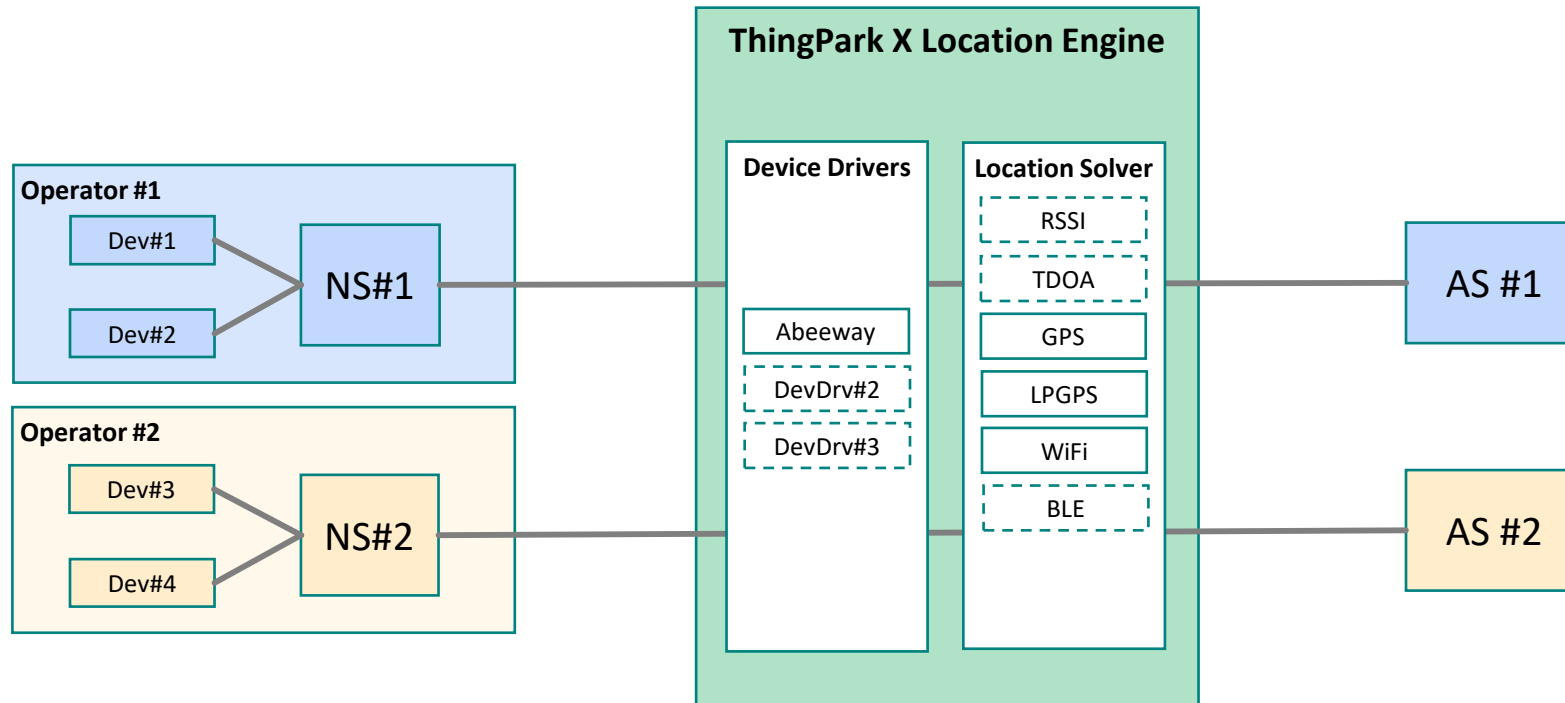 ThingPark X Location Engine
Operator #1
Dev#1
Dev#2
NS#1
Operator #2
Dev#3
Dev#4
NS#2
Device Drivers
Abeeway
DevDrv#2
DevDrv#3
Location Solver
RSSI
TDOA
GPS
LPGPS
WiFi
BLE
AS #1
AS #2